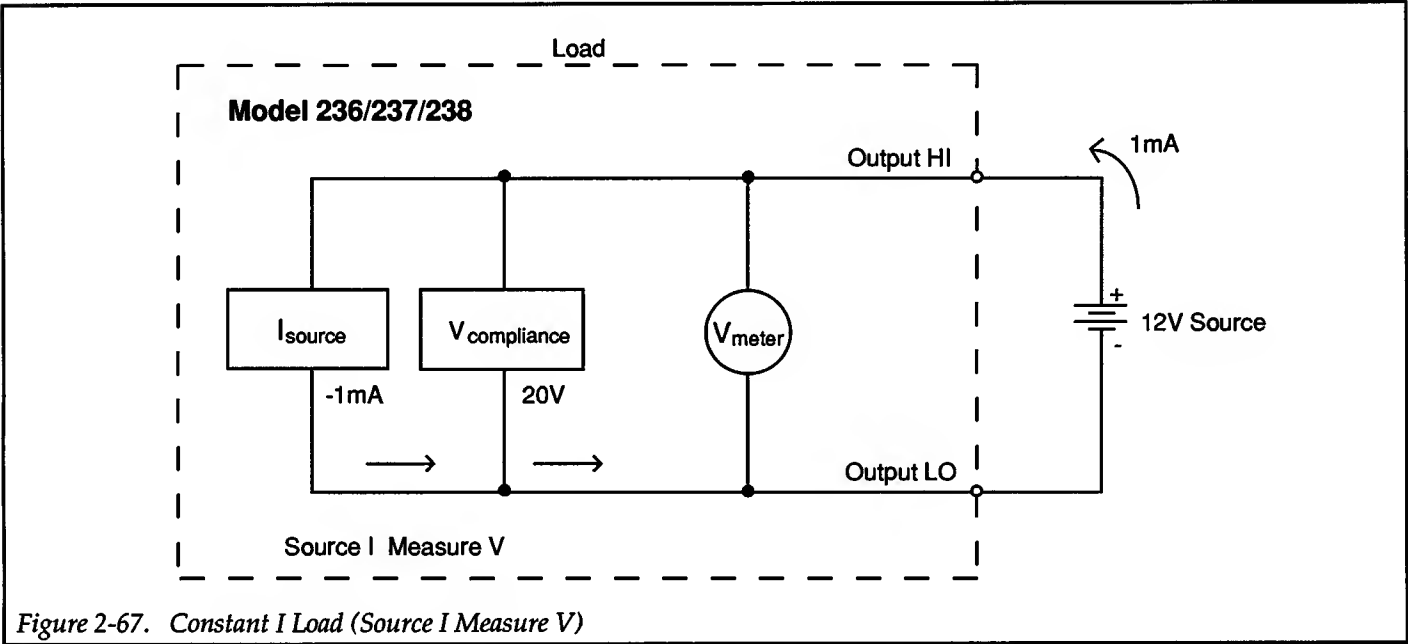 Load
Model 236/237/238
Output HI
1mA
Isource
Vcompliance
Vmeter
+
12V Source
-
-1mA
20V
Output LO
Source I Measure V
Figure 2-67. Constant I Load (Source I Measure V)